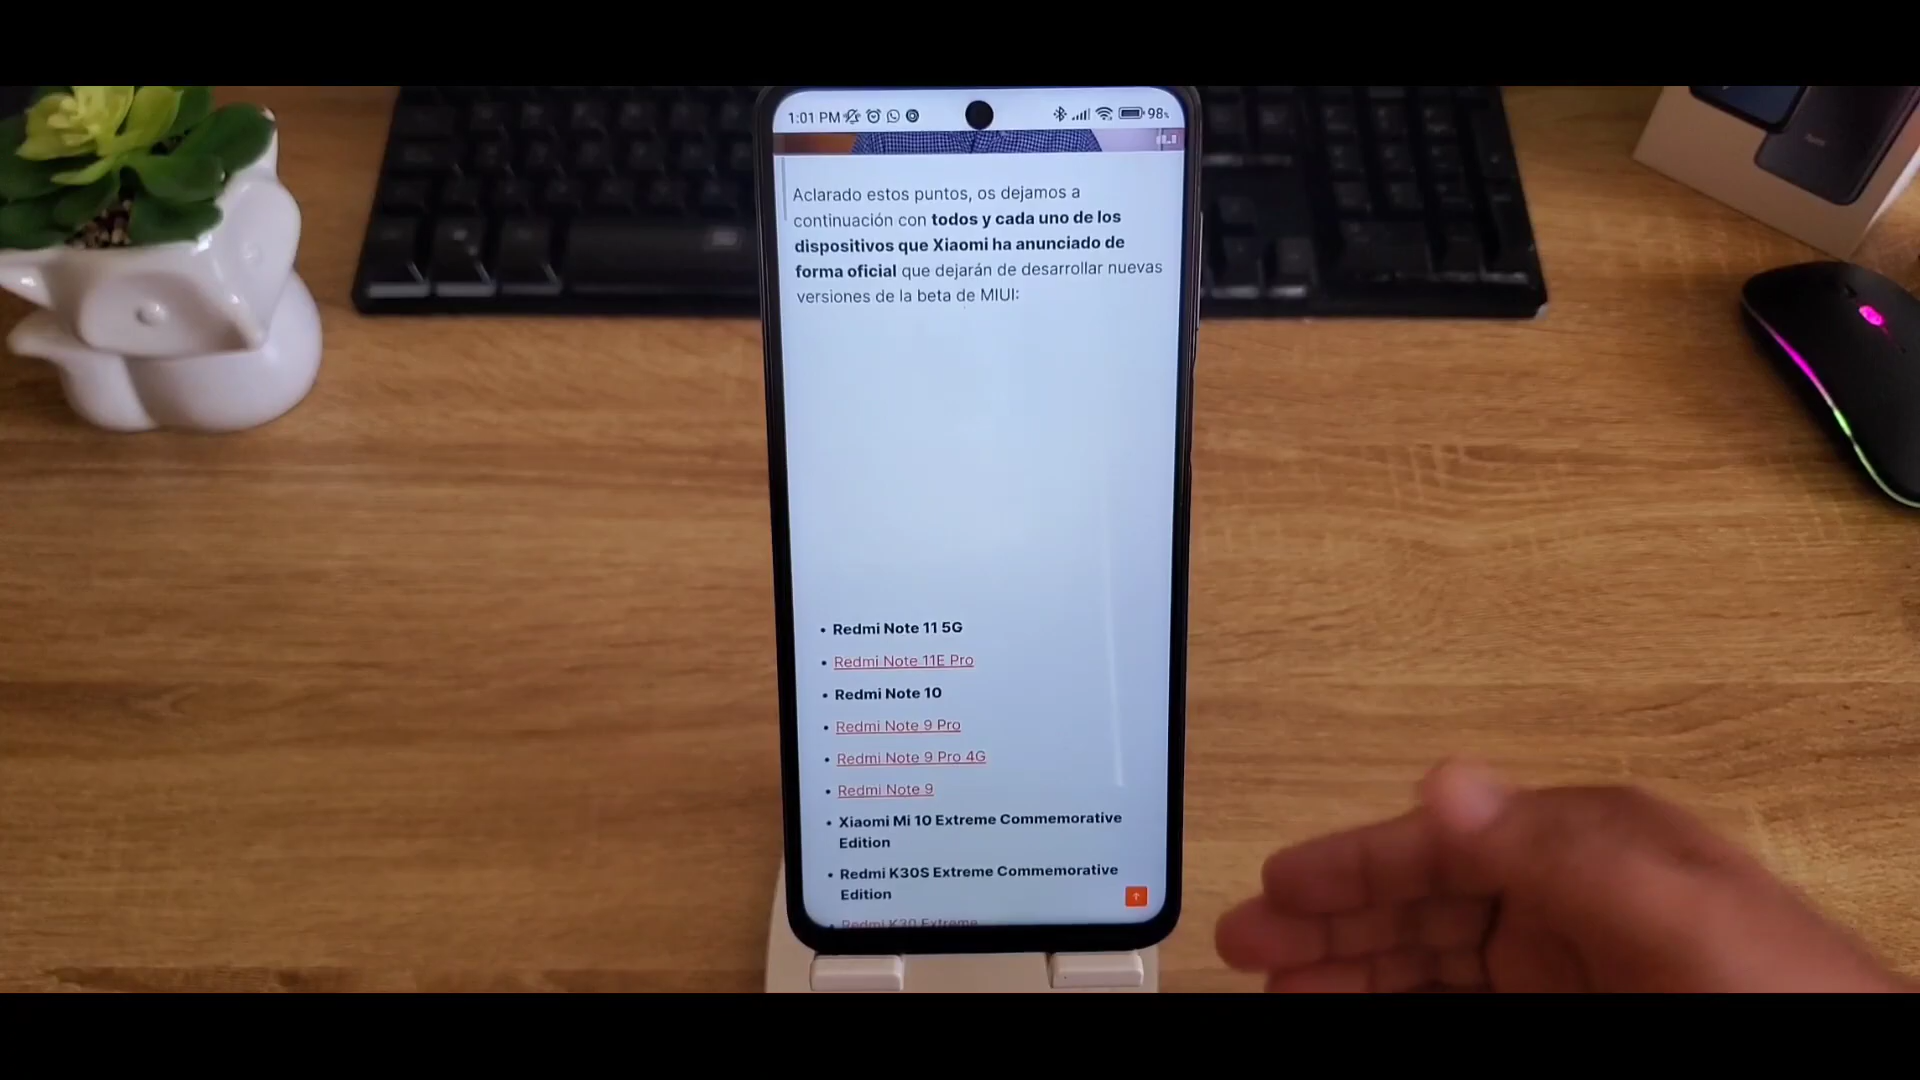 1:01 PM 98%
Aclarado estos puntos, os dejamos a
continuación con todos y cada uno de los
dispositivos que Xiaomi ha anunciado de
forma oficial que dejarán de desarrollar nuevas
versiones de la beta de MIUI:
• Redmi Note 11 5G
• Redmi Note 11E Pro
• Redmi Note 10
• Redmi Note 9 Pro
• Redmi Note 9 Pro 4G
• Redmi Note 9
• Xiaomi Mi 10 Extreme Commemorative
Edition
• Redmi K30S Extreme Commemorative
Edition
• Redmi K30 Extreme